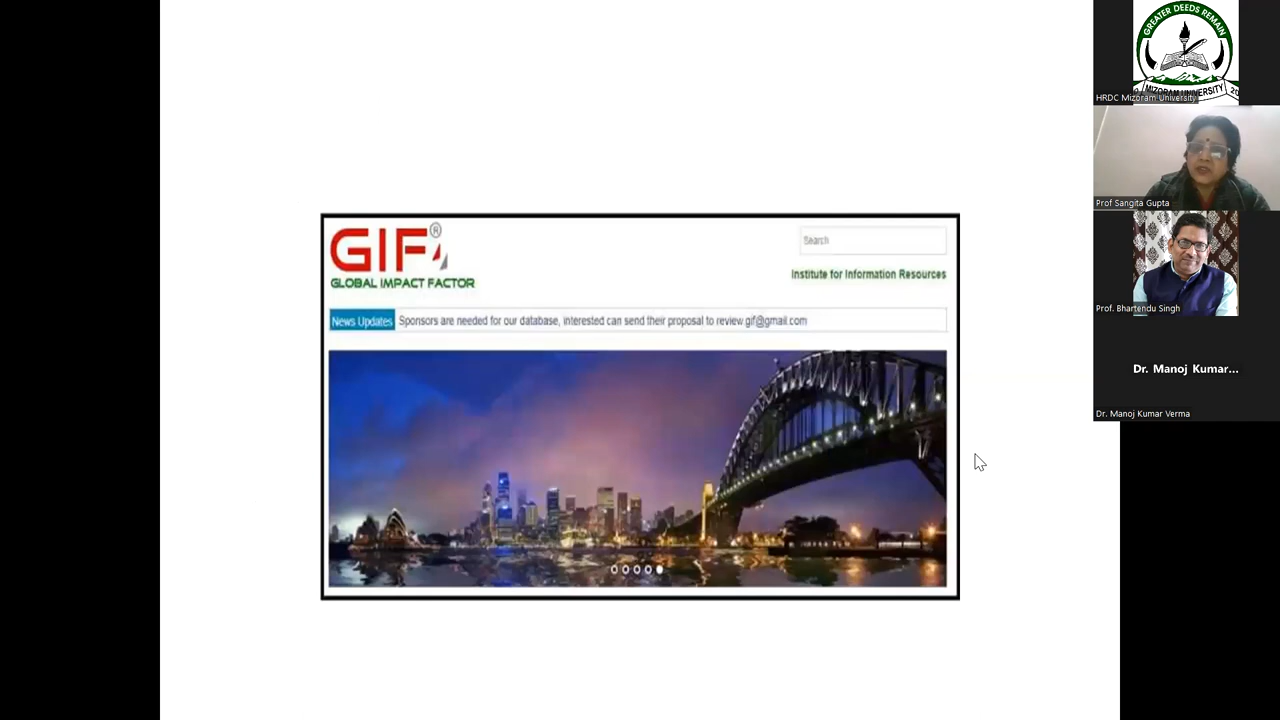 GIF®
GLOBAL IMPACT FACTOR
Search
Institute for Information Resources
News Updates
Sponsors are needed for our database, interested can send their proposal to review.gif@gmail.com
GREATER DEEDS REMAIN
MIZORAM UNIVERSITY
HRDC Mizoram University
Prof Sangita Gupta
Prof. Bhartendu Singh
Dr. Manoj Kumar...
Dr. Manoj Kumar Verma